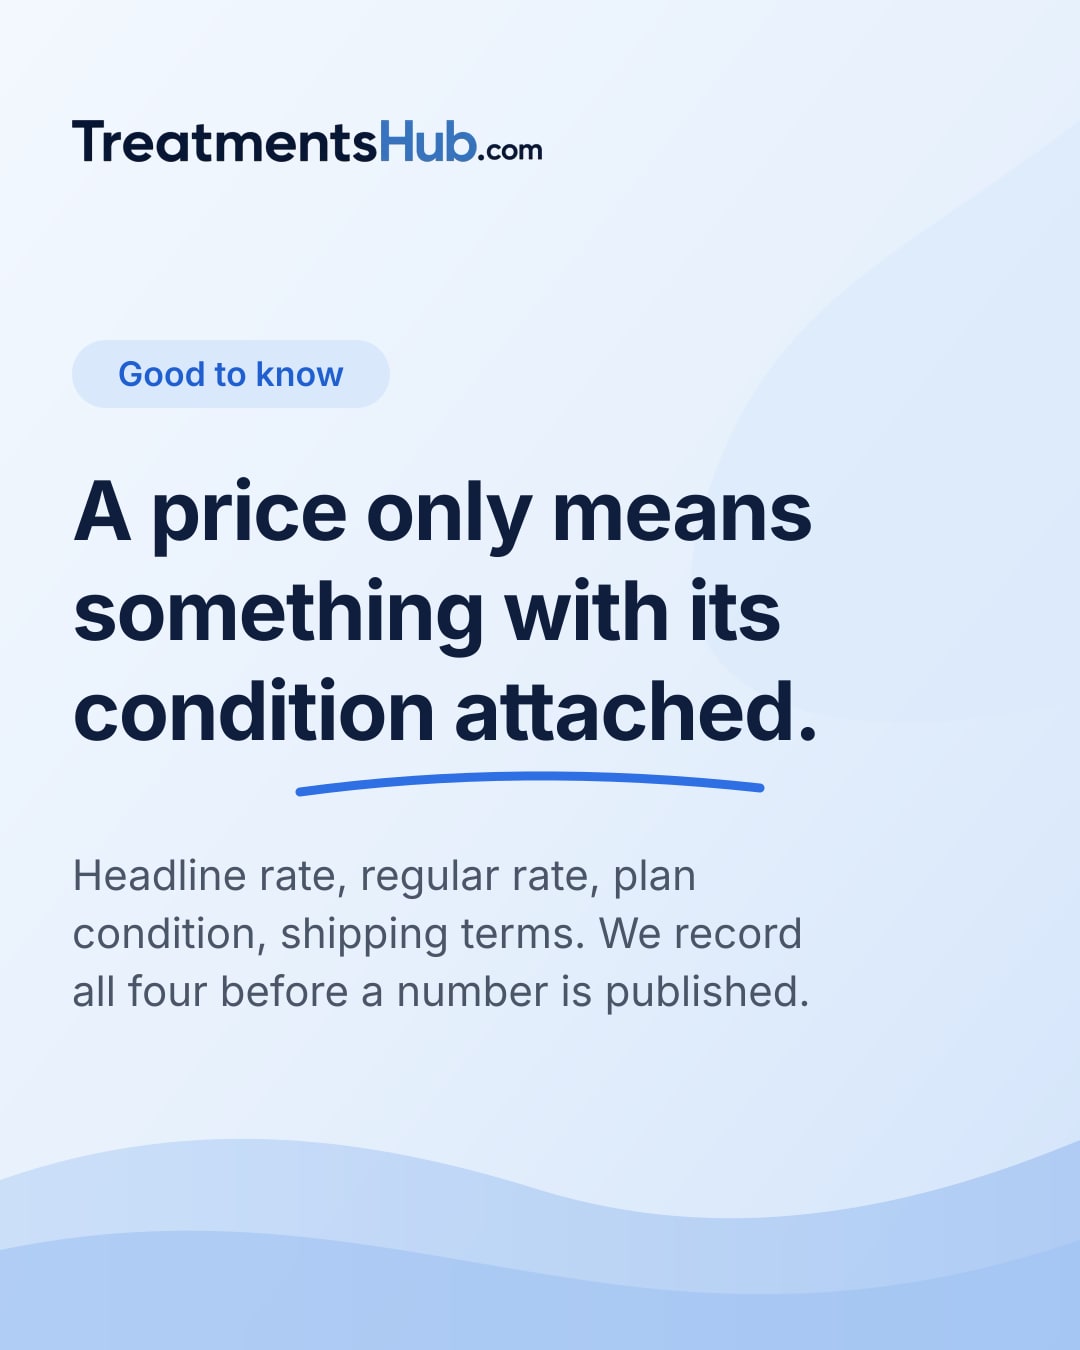 TreatmentsHub.com
Good to know
A price only means
something with its
condition attached.
Headline rate, regular rate, plan
condition, shipping terms. We record
all four before a number is published.